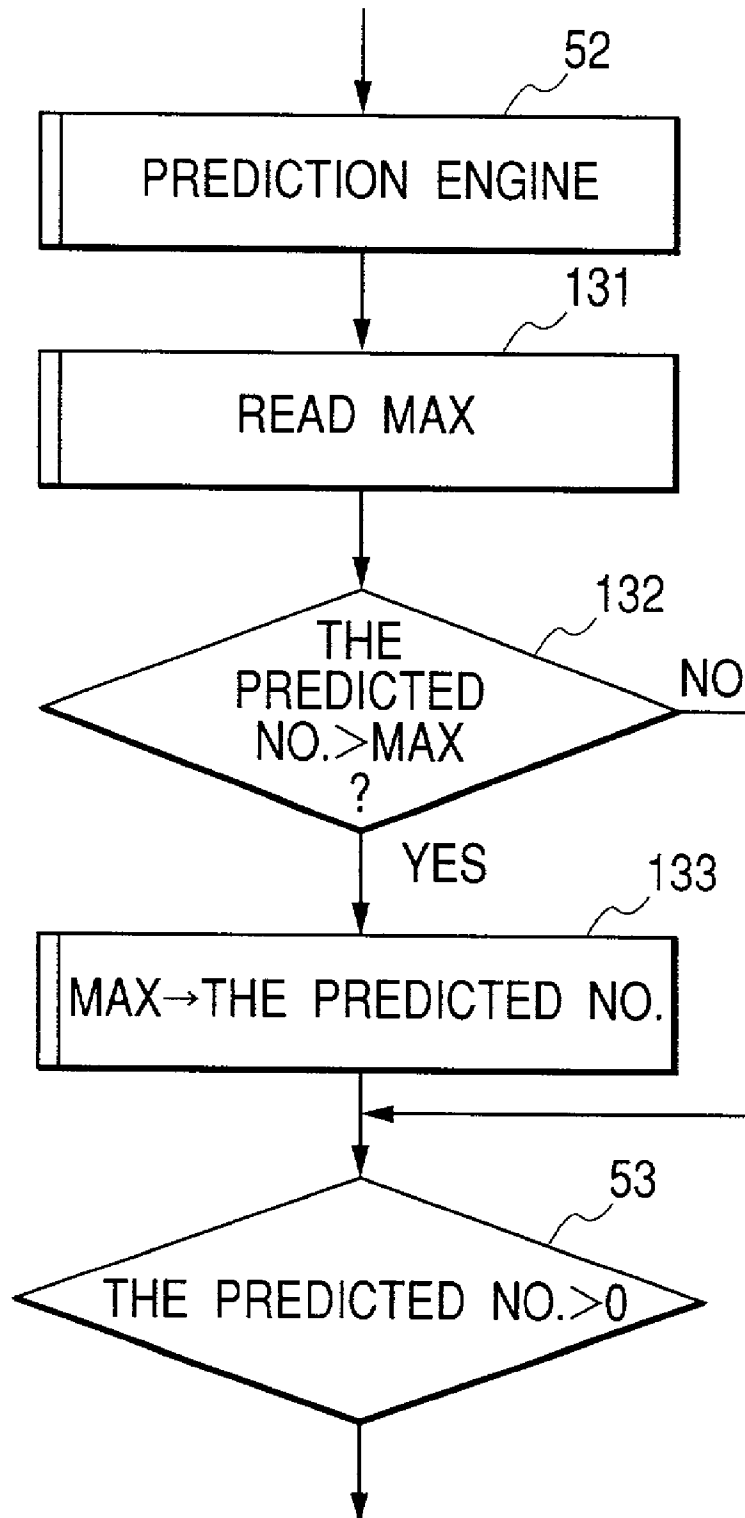 52
PREDICTION ENGINE
131
READ MAX
132
THE
PREDICTED
NO.>MAX
?
NO
YES
133
MAX→THE PREDICTED NO.
53
THE PREDICTED NO.>0